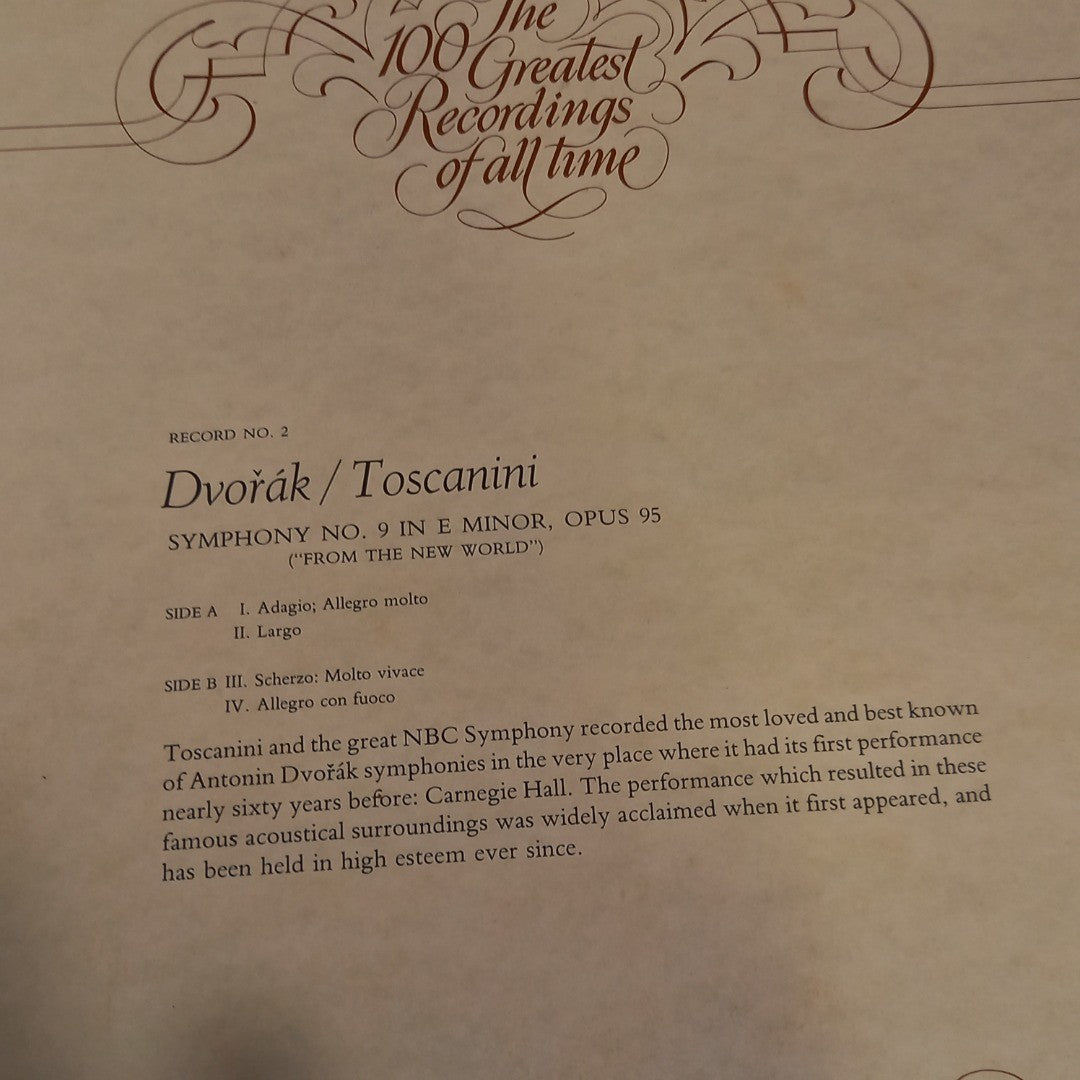 The
100 Greatest
Recordings
of all time
RECORD NO. 2
Dvořák / Toscanini
SYMPHONY NO. 9 IN E MINOR, OPUS 95
(“FROM THE NEW WORLD”)
SIDE A I. Adagio; Allegro molto
II. Largo
SIDE B III. Scherzo: Molto vivace
IV. Allegro con fuoco
Toscanini and the great NBC Symphony recorded the most loved and best known
of Antonin Dvořák symphonies in the very place where it had its first performance
nearly sixty years before: Carnegie Hall. The performance which resulted in these
famous acoustical surroundings was widely acclaimed when it first appeared, and
has been held in high esteem ever since.